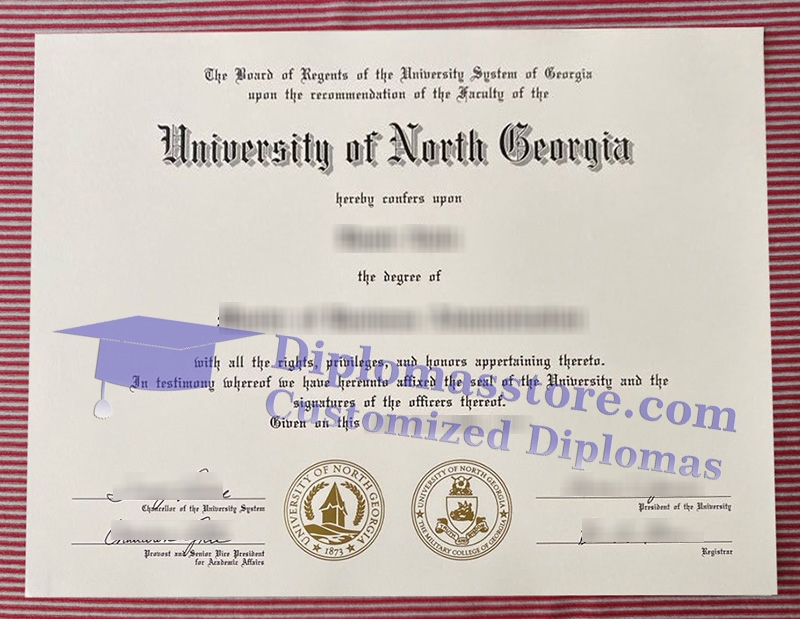 The Board of Regents of the University System of Georgia
upon the recommendation of the Faculty of the
University of North Georgia
hereby confers upon
the degree of
with all the rights, privileges, and honors appertaining thereto.
In testimony whereof we have hereunto affixed the seal of the University and the
signatures of the officers thereof.
Given on this
Diplomasstore.com
Customized Diplomas
Chancellor of the University System
President of the University
Provost and Senior Vice President
for Academic Affairs
Registrar
UNIVERSITY OF NORTH GEORGIA
1873
UNIVERSITY OF NORTH GEORGIA
THE MILITARY COLLEGE OF GEORGIA